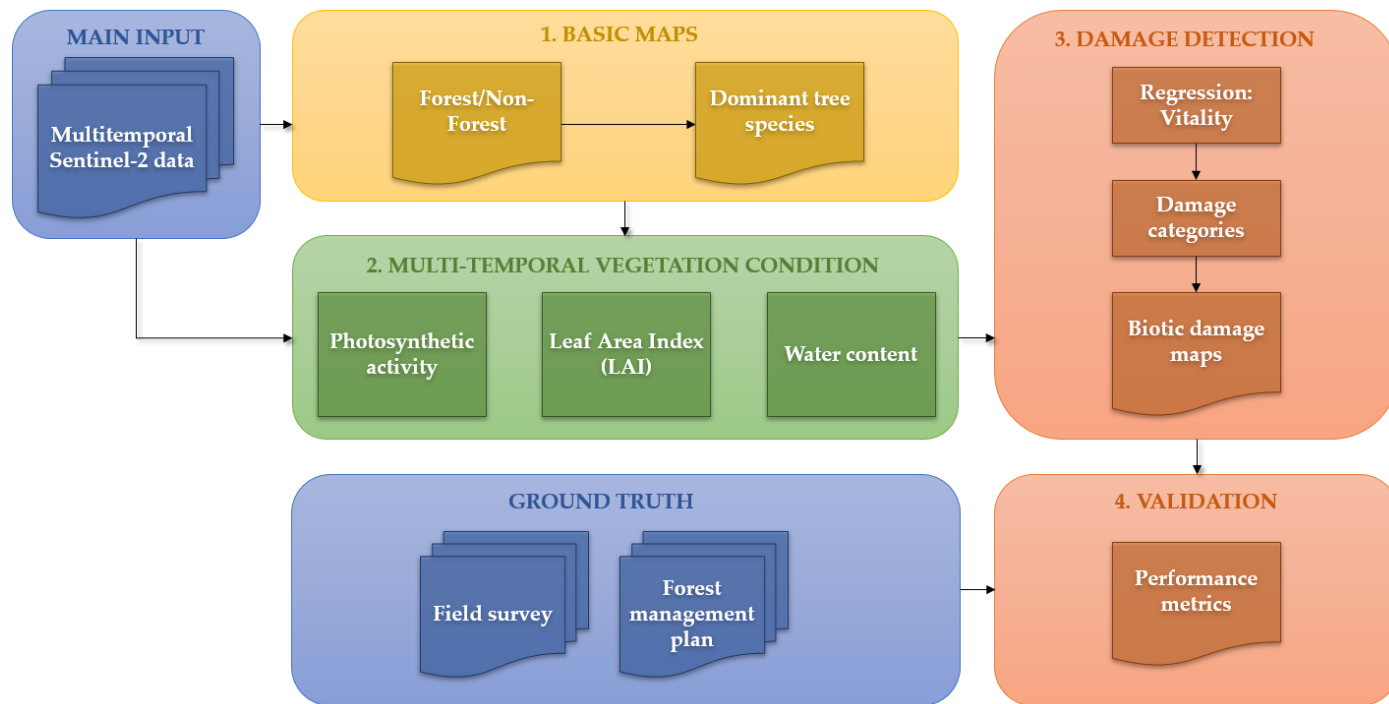 MAIN INPUT
Multitemporal
Sentinel-2 data
1. BASIC MAPS
Forest/Non-
Forest
Dominant tree
species
2. MULTI-TEMPORAL VEGETATION CONDITION
Photosynthetic
activity
Leaf Area Index
(LAI)
Water content
3. DAMAGE DETECTION
Regression:
Vitality
Damage
categories
Biotic damage
maps
GROUND TRUTH
Field survey
Forest
management
plan
4. VALIDATION
Performance
metrics